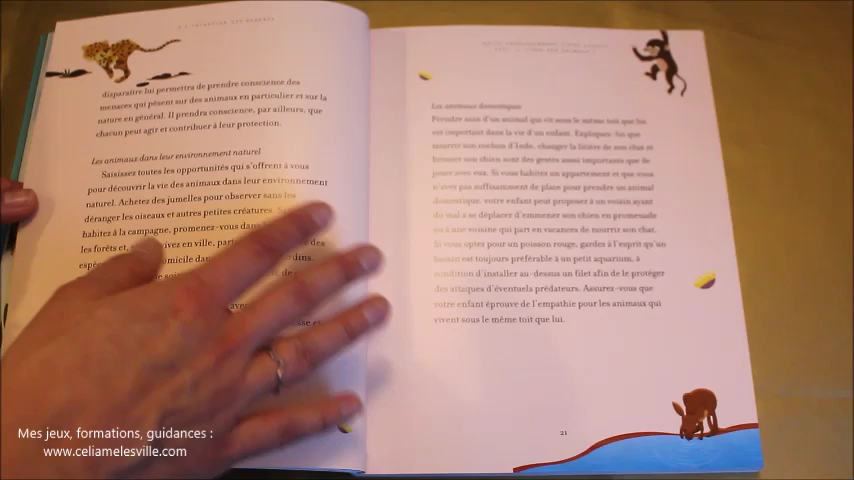 À L'INTENTION DES PARENTS
disparaître lui permettra de prendre conscience des
menaces qui pèsent sur des animaux en particulier et sur la
nature en général. Il prendra conscience, par ailleurs, que
chacun peut agir et contribuer à leur protection.
Les animaux dans leur environnement naturel
Saisissez toutes les opportunités qui s'offrent à vous
pour découvrir la vie des animaux dans leur environnement
naturel. Achetez des jumelles pour observer sans les
déranger les oiseaux et autres petites créatures.
habitez à la campagne, promenez-vous dans
les forêts et, vivez en ville, des
omicile dans
Les animaux domestiques
Prendre soin d'un animal qui vit sous le même toit que lui
est important dans la vie d'un enfant. Expliquez-lui que
nourrir son cochon d'Inde, changer la litière de son chat et
brosser son chien sont des gestes aussi importants que de
jouer avec eux. Si vous habitez un appartement et que vous
n'avez pas suffisamment de place pour prendre un animal
domestique, votre enfant peut proposer à un voisin ayant
du mal à se déplacer d'emmener son chien en promenade
ou à une voisine qui part en vacances de nourrir son chat.
Si vous optez pour un poisson rouge, gardez à l'esprit qu'un
bassin est toujours préférable à un petit aquarium, à
condition d'installer au-dessus un filet afin de le protéger
des attaques d'éventuels prédateurs. Assurez-vous que
votre enfant éprouve de l'empathie pour les animaux qui
vivent sous le même toit que lui.
21
Mes jeux, formations, guidances :
www.celiamelesville.com